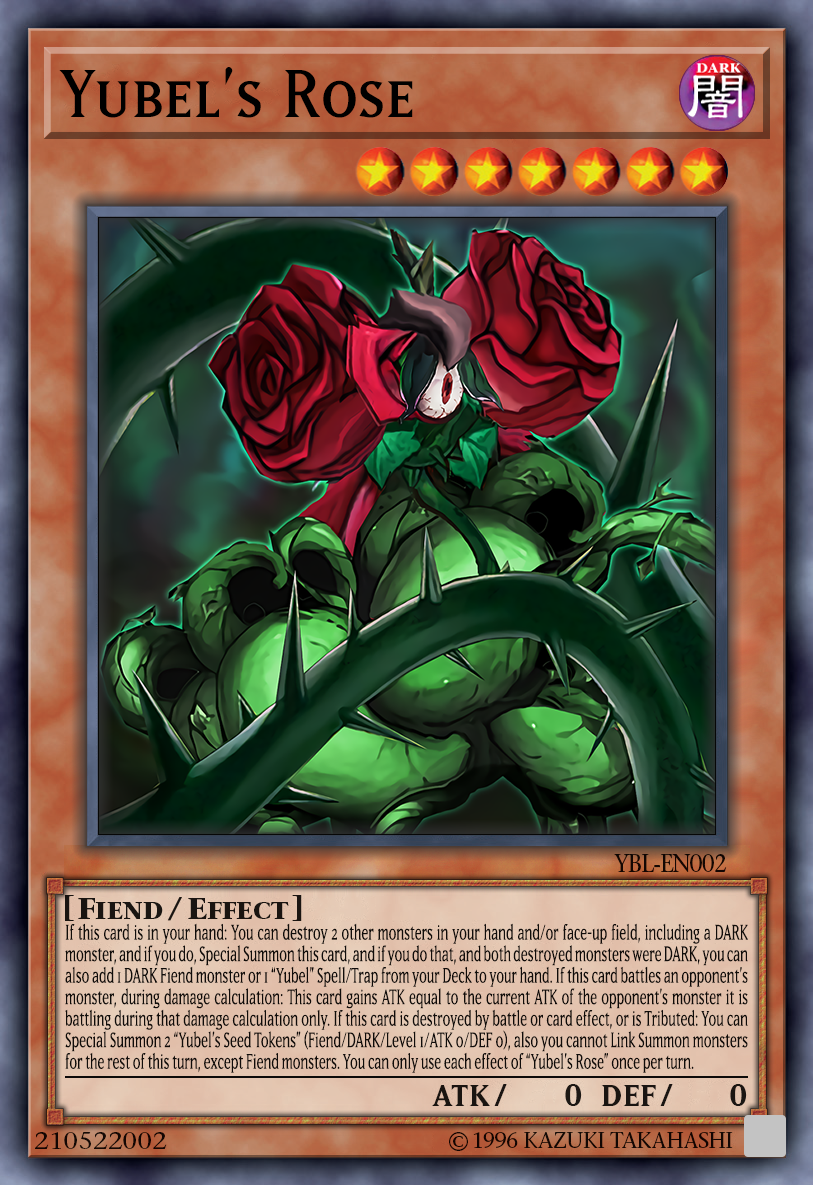 YUBEL'S ROSE
DARK
闇
YBL-EN002
[ FIEND / EFFECT ]
If this card is in your hand: You can destroy 2 other monsters in your hand and/or face-up field, including a DARK
monster, and if you do, Special Summon this card, and if you do that, and both destroyed monsters were DARK, you can
also add 1 DARK Fiend monster or 1 “Yubel” Spell/Trap from your Deck to your hand. If this card battles an opponent's
monster, during damage calculation: This card gains ATK equal to the current ATK of the opponent's monster it is
battling during that damage calculation only. If this card is destroyed by battle or card effect, or is Tributed: You can
Special Summon 2 “Yubel's Seed Tokens” (Fiend/DARK/Level 1/ATK 0/DEF 0), also you cannot Link Summon monsters
for the rest of this turn, except Fiend monsters. You can only use each effect of “Yubel's Rose” once per turn.
ATK/ 0 DEF/ 0
210522002 © 1996 KAZUKI TAKAHASHI